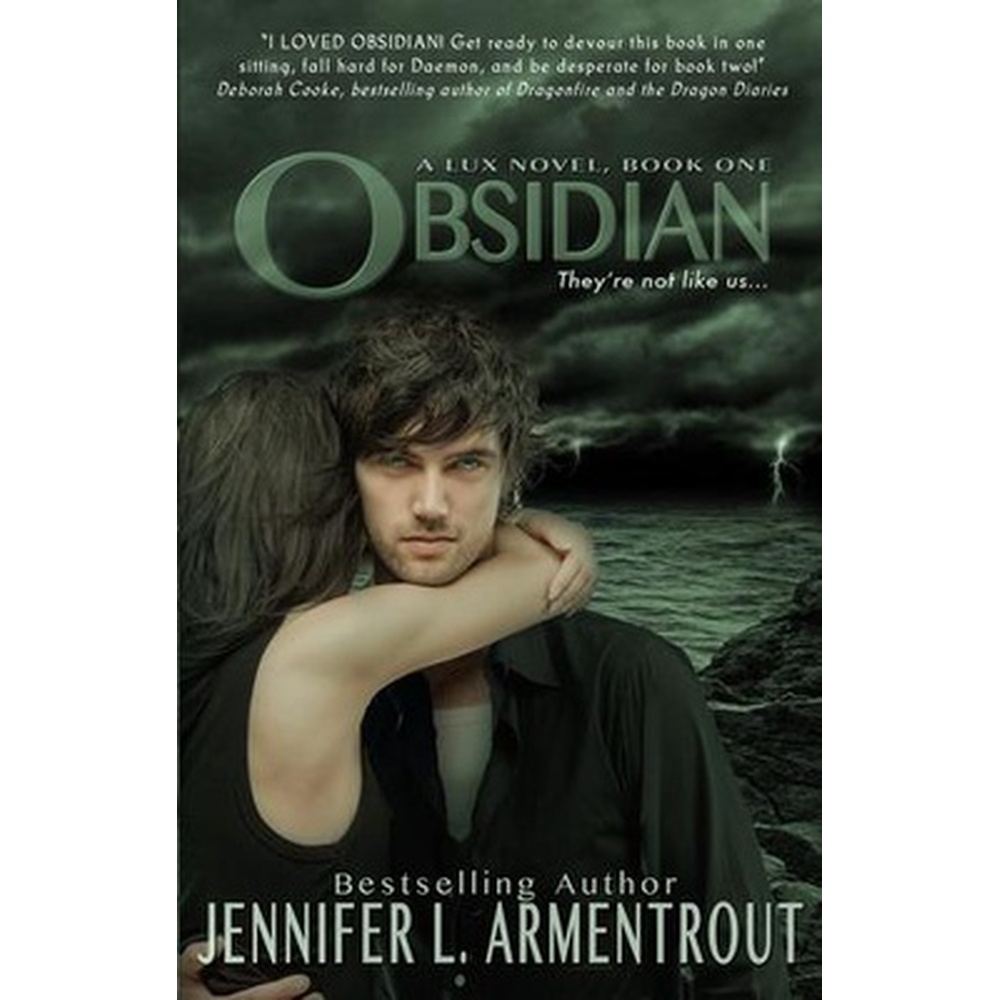 "I LOVED OBSIDIAN! Get ready to devour this book in one
sitting, fall hard for Daemon, and be desperate for book two!"
Deborah Cooke, bestselling author of Dragonfire and the Dragon Diaries
A LUX NOVEL, BOOK ONE
OBSIDIAN
They're not like us...
Bestselling Author
JENNIFER L. ARMENTROUT